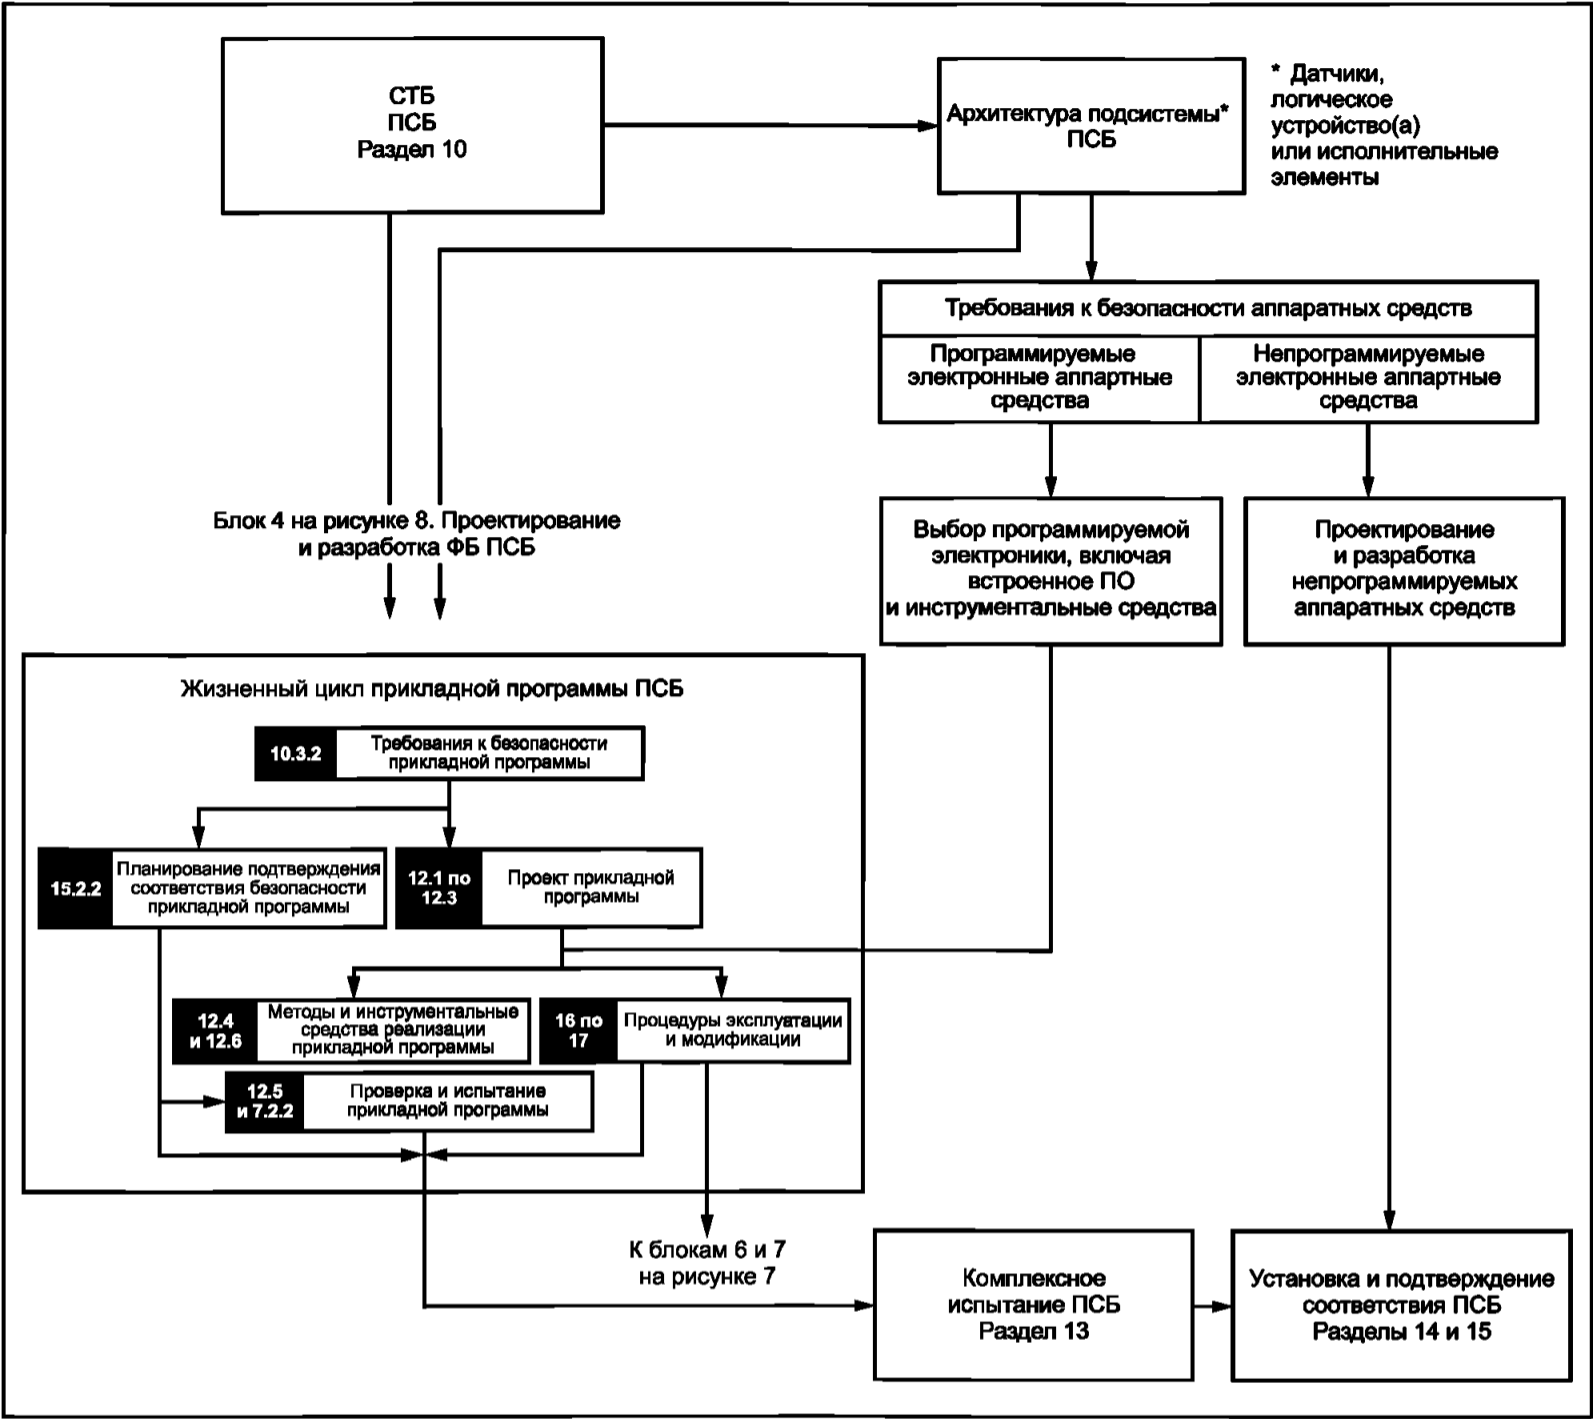 СТБ
ПСБ
Раздел 10
Архитектура подсистемы*
ПСБ
* Датчики,
логическое
устройство(а)
или исполнительные
элементы
Требования к безопасности аппаратных средств
Программируемые
электронные аппартные
средства
Непрограммируемые
электронные аппартные
средства
Блок 4 на рисунке 8. Проектирование
и разработка ФБ ПСБ
Выбор программируемой
электроники, включая
встроенное ПО
и инструментальные средства
Проектирование
и разработка
непрограммируемых
аппаратных средств
Жизненный цикл прикладной программы ПСБ
10.3.2
Требования к безопасности
прикладной программы
15.2.2
Планирование подтверждения
соответствия безопасности
прикладной программы
12.1 по
12.3
Проект прикладной
программы
12.4
и 12.6
Методы и инструментальные
средства реализации
прикладной программы
16 по
17
Процедуры эксплуатации
и модификации
12.5
и 7.2.2
Проверка и испытание
прикладной программы
К блокам 6 и 7
на рисунке 7
Комплексное
испытание ПСБ
Раздел 13
Установка и подтверждение
соответствия ПСБ
Разделы 14 и 15